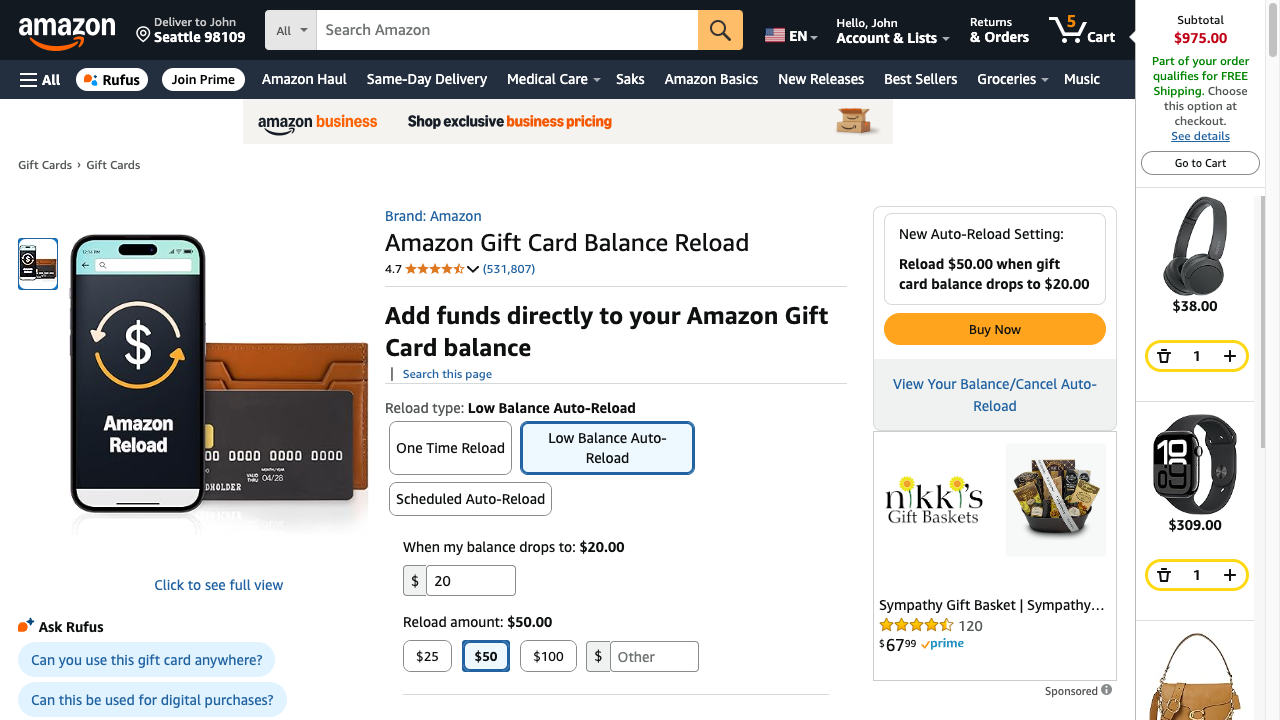 amazon
Deliver to John
Seattle 98109
All
Search Amazon
EN
Hello, John
Account & Lists
Returns
& Orders
5
Cart
All
Rufus
Join Prime
Amazon Haul
Same-Day Delivery
Medical Care
Saks
Amazon Basics
New Releases
Best Sellers
Groceries
Music
Subtotal
$975.00
Part of your order
qualifies for FREE
Shipping. Choose
this option at
checkout.
See details
Go to Cart
amazon business
Shop exclusive business pricing
Gift Cards › Gift Cards
Amazon
Reload
0000 0000 0000
04/28
Click to see full view
Ask Rufus
Can you use this gift card anywhere?
Can this be used for digital purchases?
Brand: Amazon
Amazon Gift Card Balance Reload
4.7
(531,807)
Add funds directly to your Amazon Gift
Card balance
| Search this page
Reload type: Low Balance Auto-Reload
One Time Reload
Low Balance Auto-
Reload
Scheduled Auto-Reload
When my balance drops to: $20.00
$ 20
Reload amount: $50.00
$25
$50
$100
$ Other
New Auto-Reload Setting:
Reload $50.00 when gift
card balance drops to $20.00
Buy Now
View Your Balance/Cancel Auto-
Reload
nikki's
Gift Baskets
Sympathy Gift Basket | Sympathy…
120
$67.99 prime
Sponsored
$38.00
1
10
$309.00
1